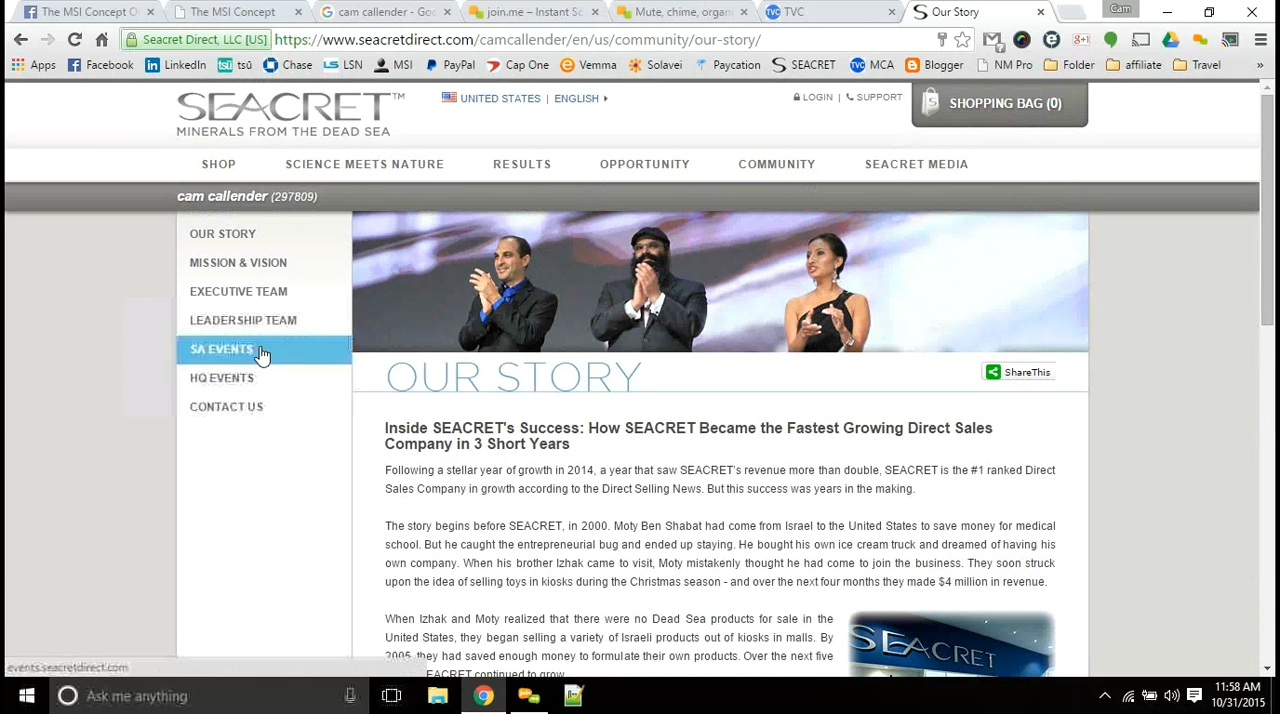 The MSI Concept O
The MSI Concept
cam callender - Goo
join.me – Instant Sc
Mute, chime, organi
TVC
Our Story
Cam
Seacret Direct, LLC [US]
https://www.seacretdirect.com/camcallender/en/us/community/our-story/
Apps
Facebook
LinkedIn
tsū
Chase
LSN
MSI
PayPal
Cap One
Vemma
Solavei
Paycation
SEACRET
MCA
Blogger
NM Pro
Folder
affiliate
Travel
»
SEACRET™
MINERALS FROM THE DEAD SEA
UNITED STATES | ENGLISH
LOGIN | SUPPORT
SHOPPING BAG (0)
SHOP
SCIENCE MEETS NATURE
RESULTS
OPPORTUNITY
COMMUNITY
SEACRET MEDIA
cam callender (297809)
OUR STORY
MISSION & VISION
EXECUTIVE TEAM
LEADERSHIP TEAM
SA EVENTS
HQ EVENTS
CONTACT US
OUR STORY
ShareThis
Inside SEACRET's Success: How SEACRET Became the Fastest Growing Direct Sales
Company in 3 Short Years
Following a stellar year of growth in 2014, a year that saw SEACRET's revenue more than double, SEACRET is the #1 ranked Direct
Sales Company in growth according to the Direct Selling News. But this success was years in the making.
The story begins before SEACRET, in 2000. Moty Ben Shabat had come from Israel to the United States to save money for medical
school. But he caught the entrepreneurial bug and ended up staying. He bought his own ice cream truck and dreamed of having his
own company. When his brother Izhak came to visit, Moty mistakenly thought he had come to join the business. They soon struck
upon the idea of selling toys in kiosks during the Christmas season - and over the next four months they made $4 million in revenue.
When Izhak and Moty realized that there were no Dead Sea products for sale in the
United States, they began selling a variety of Israeli products out of kiosks in malls. By
2005, they had saved enough money to formulate their own products. Over the next five
SEACRET continued to grow
SEACRET
events.seacretdirect.com
Ask me anything
11:58 AM
10/31/2015